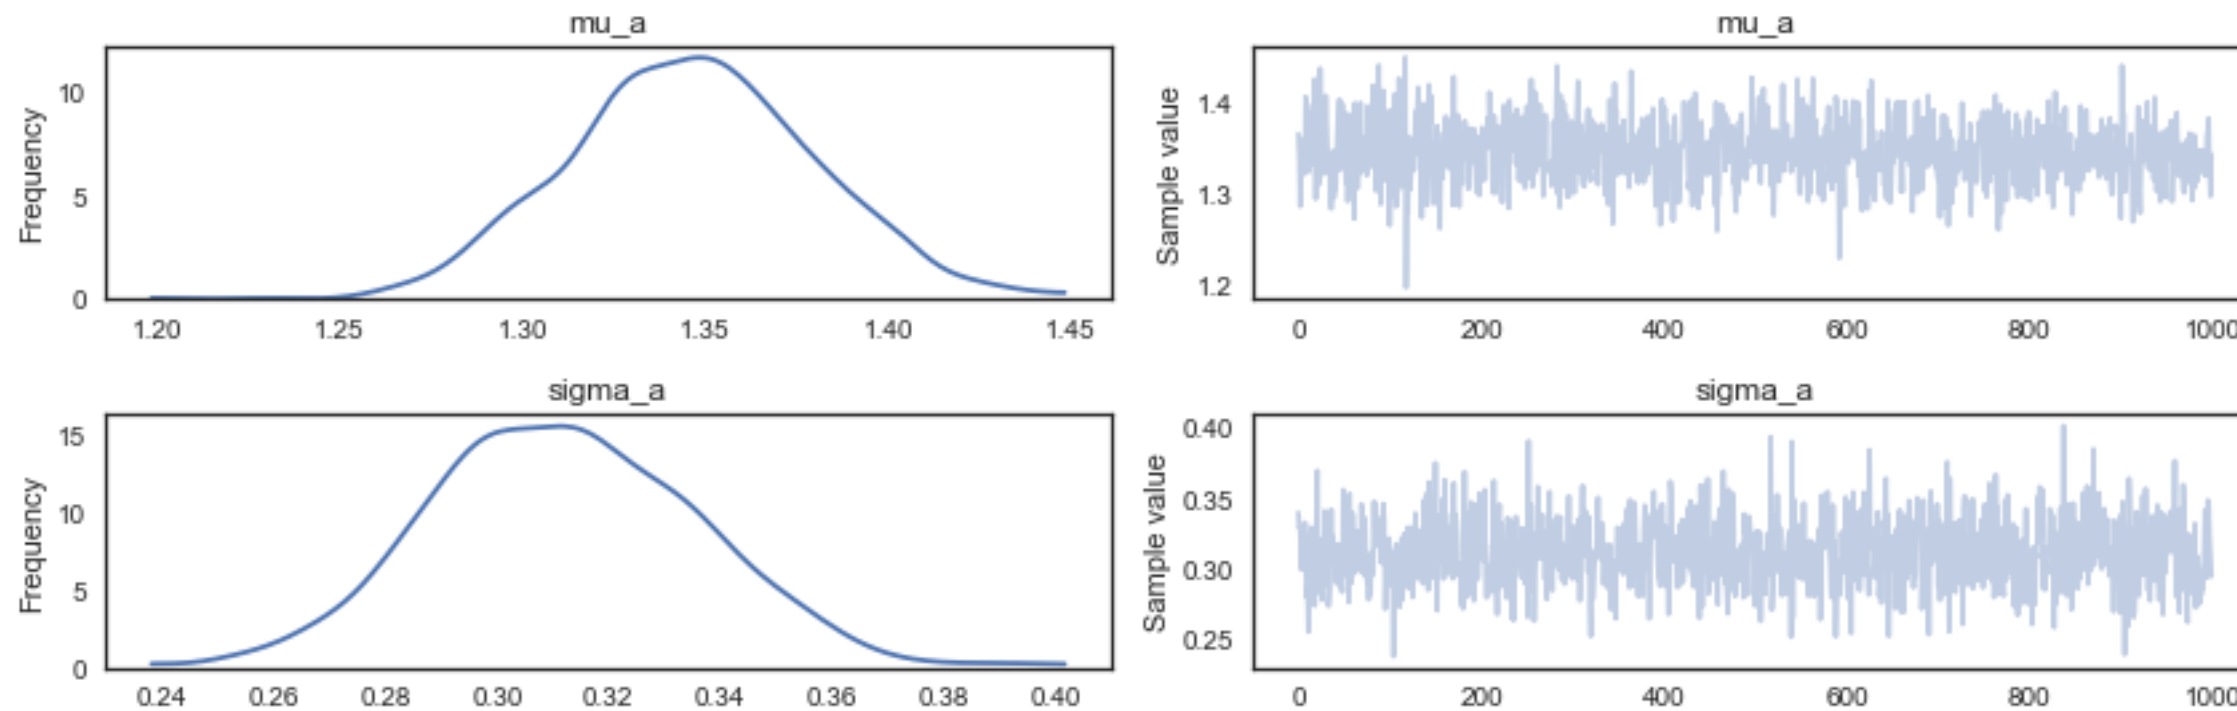 mu_a
Frequency
10
5
0
1.20 1.25 1.30 1.35 1.40 1.45
mu_a
Sample value
1.4
1.3
1.2
0 200 400 600 800 1000
sigma_a
Frequency
15
10
5
0
0.24 0.26 0.28 0.30 0.32 0.34 0.36 0.38 0.40
sigma_a
Sample value
0.40
0.35
0.30
0.25
0 200 400 600 800 1000